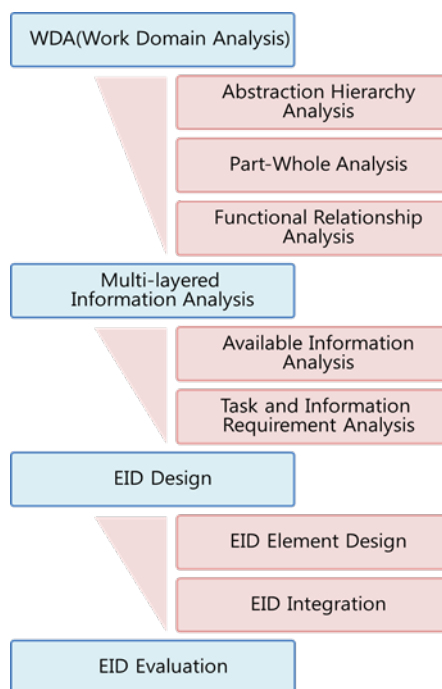 WDA(Work Domain Analysis)
Abstraction Hierarchy
Analysis
Part-Whole Analysis
Functional Relationship
Analysis
Multi-layered
Information Analysis
Available Information
Analysis
Task and Information
Requirement Analysis
EID Design
EID Element Design
EID Integration
EID Evaluation